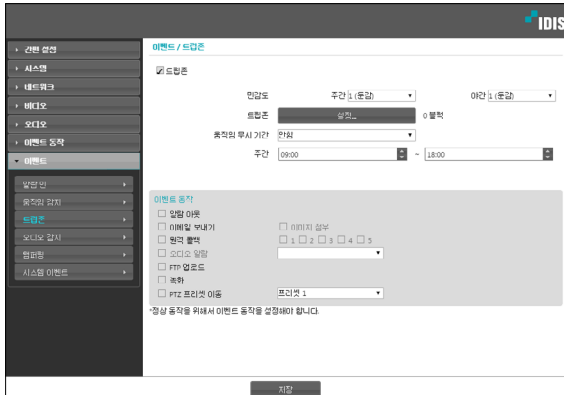 IDIS
간편 설정
시스템
네트워크
비디오
오디오
이벤트 동작
이벤트
알람 인
움직임 감지
트립존
오디오 감지
탬퍼링
시스템 이벤트
이벤트 / 트립존
트립존
민감도 주간 1 (둔감) 야간 1 (둔감)
트립존 설정... 0 블럭
움직임 무시 기간 안함
주간 09:00 ~ 18:00
이벤트 동작
알람 아웃
이메일 보내기 이미지 첨부
원격 콜백 1 2 3 4 5
오디오 알람
FTP 업로드
녹화
PTZ 프리셋 이동 프리셋 1
*정상 동작을 위해서 이벤트 동작을 설정해야 합니다.
저장